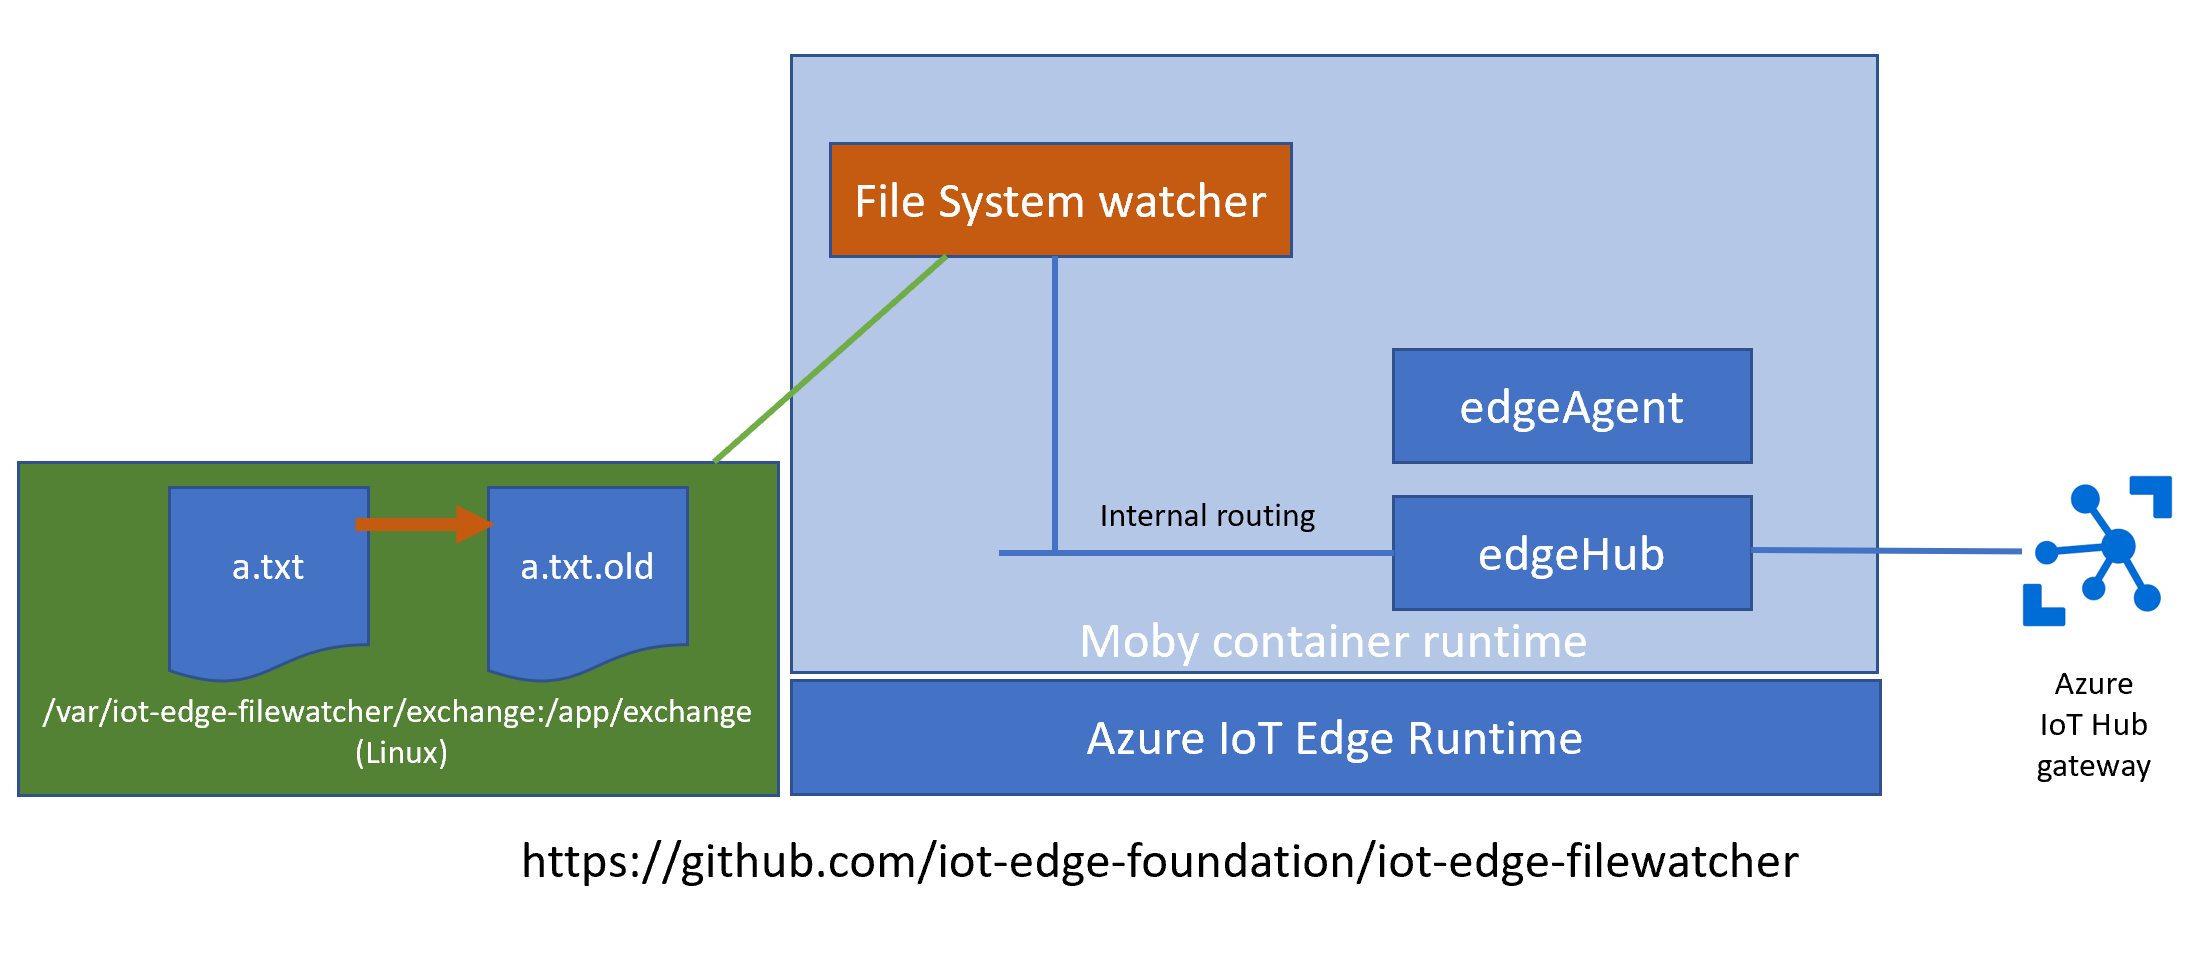 File System watcher
edgeAgent
Internal routing
edgeHub
a.txt
a.txt.old
Moby container runtime
/var/iot-edge-filewatcher/exchange:/app/exchange
(Linux)
Azure IoT Edge Runtime
Azure
IoT Hub
gateway
https://github.com/iot-edge-foundation/iot-edge-filewatcher